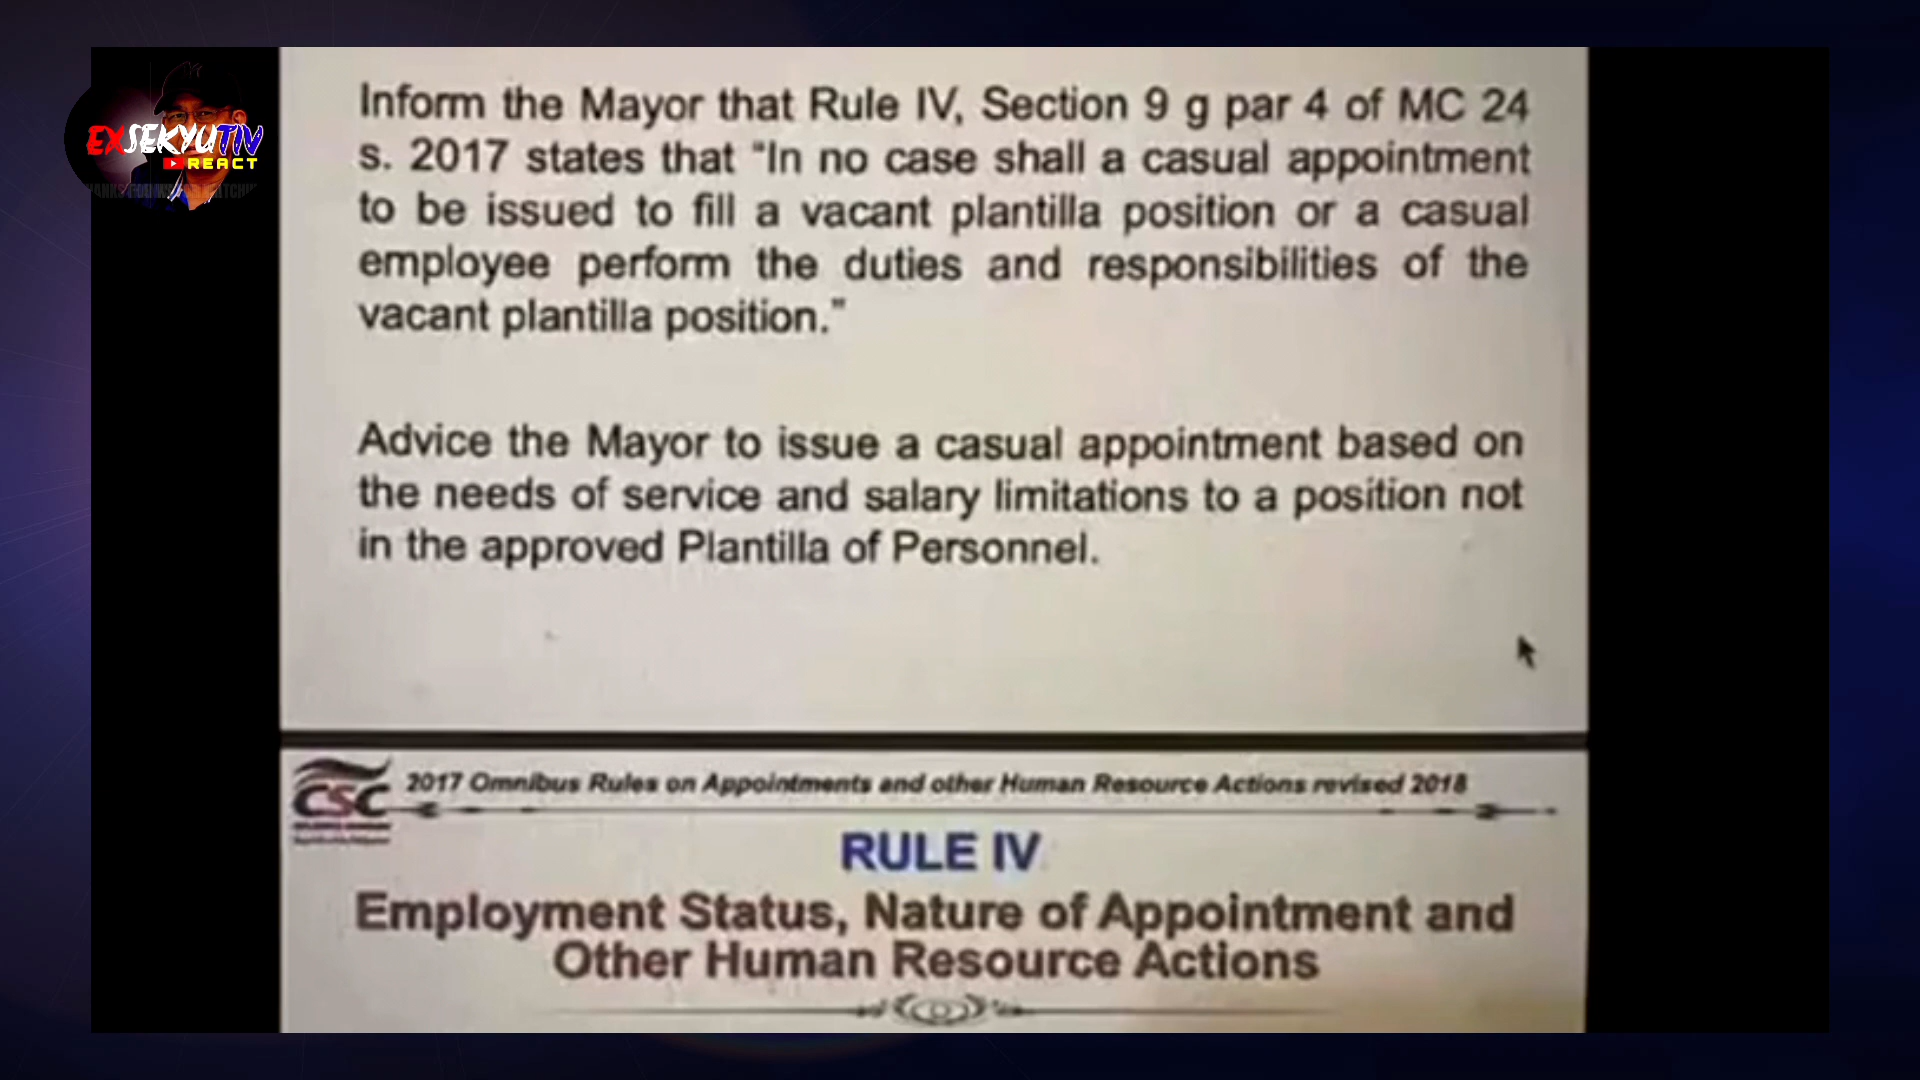 EXSEKYUTIV
REACT
Inform the Mayor that Rule IV, Section 9 g par 4 of MC 24
s. 2017 states that "In no case shall a casual appointment
to be issued to fill a vacant plantilla position or a casual
employee perform the duties and responsibilities of the
vacant plantilla position."
Advice the Mayor to issue a casual appointment based on
the needs of service and salary limitations to a position not
in the approved Plantilla of Personnel.
CSC
2017 Omnibus Rules on Appointments and other Human Resource Actions revised 2018
RULE IV
Employment Status, Nature of Appointment and
Other Human Resource Actions